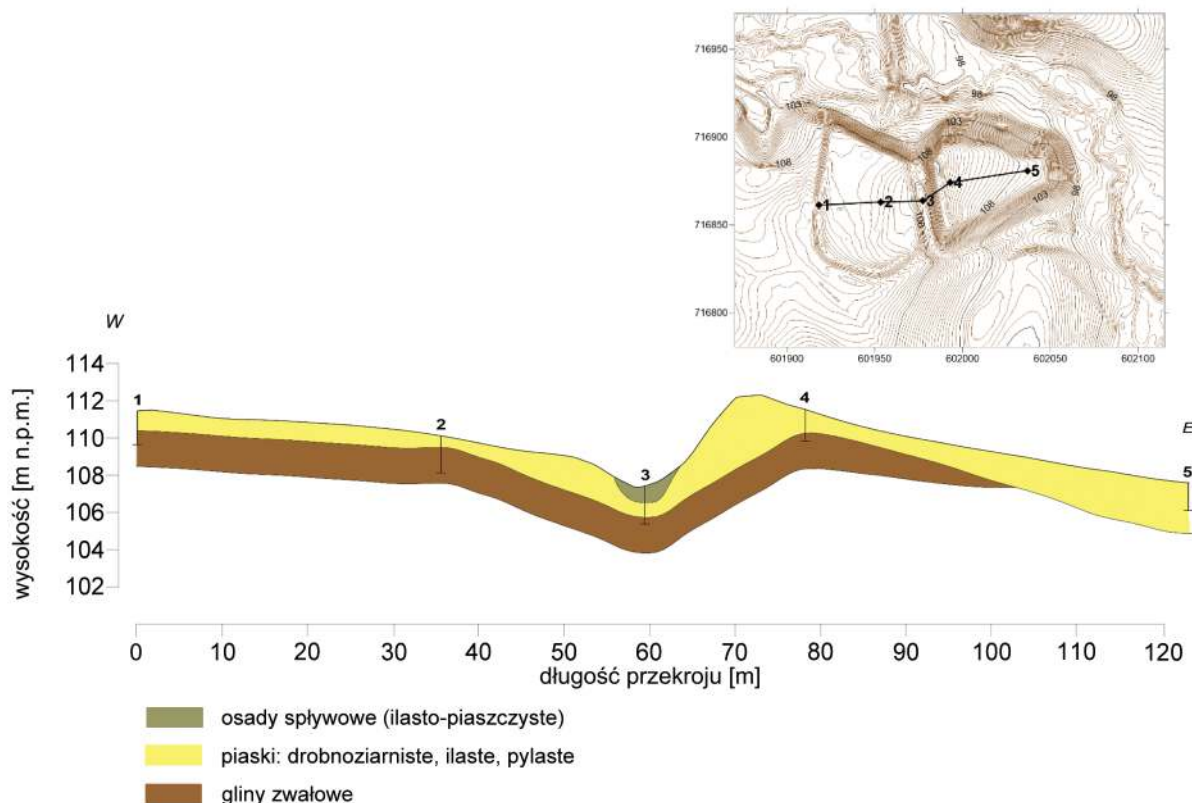 716950
716900
716850
716800
601900 601950 602000 602050 602100
98
98
98
103
103
108
108
103
108
98
1 2 3 4 5
W
E
wysokość [m n.p.m.]
114
112
110
108
106
104
102
1
2
3
4
5
0 10 20 30 40 50 60 70 80 90 100 110 120
długość przekroju [m]
osady spływowe (ilasto-piaszczyste)
piaski: drobnoziarniste, ilaste, pylaste
gliny zwałowe